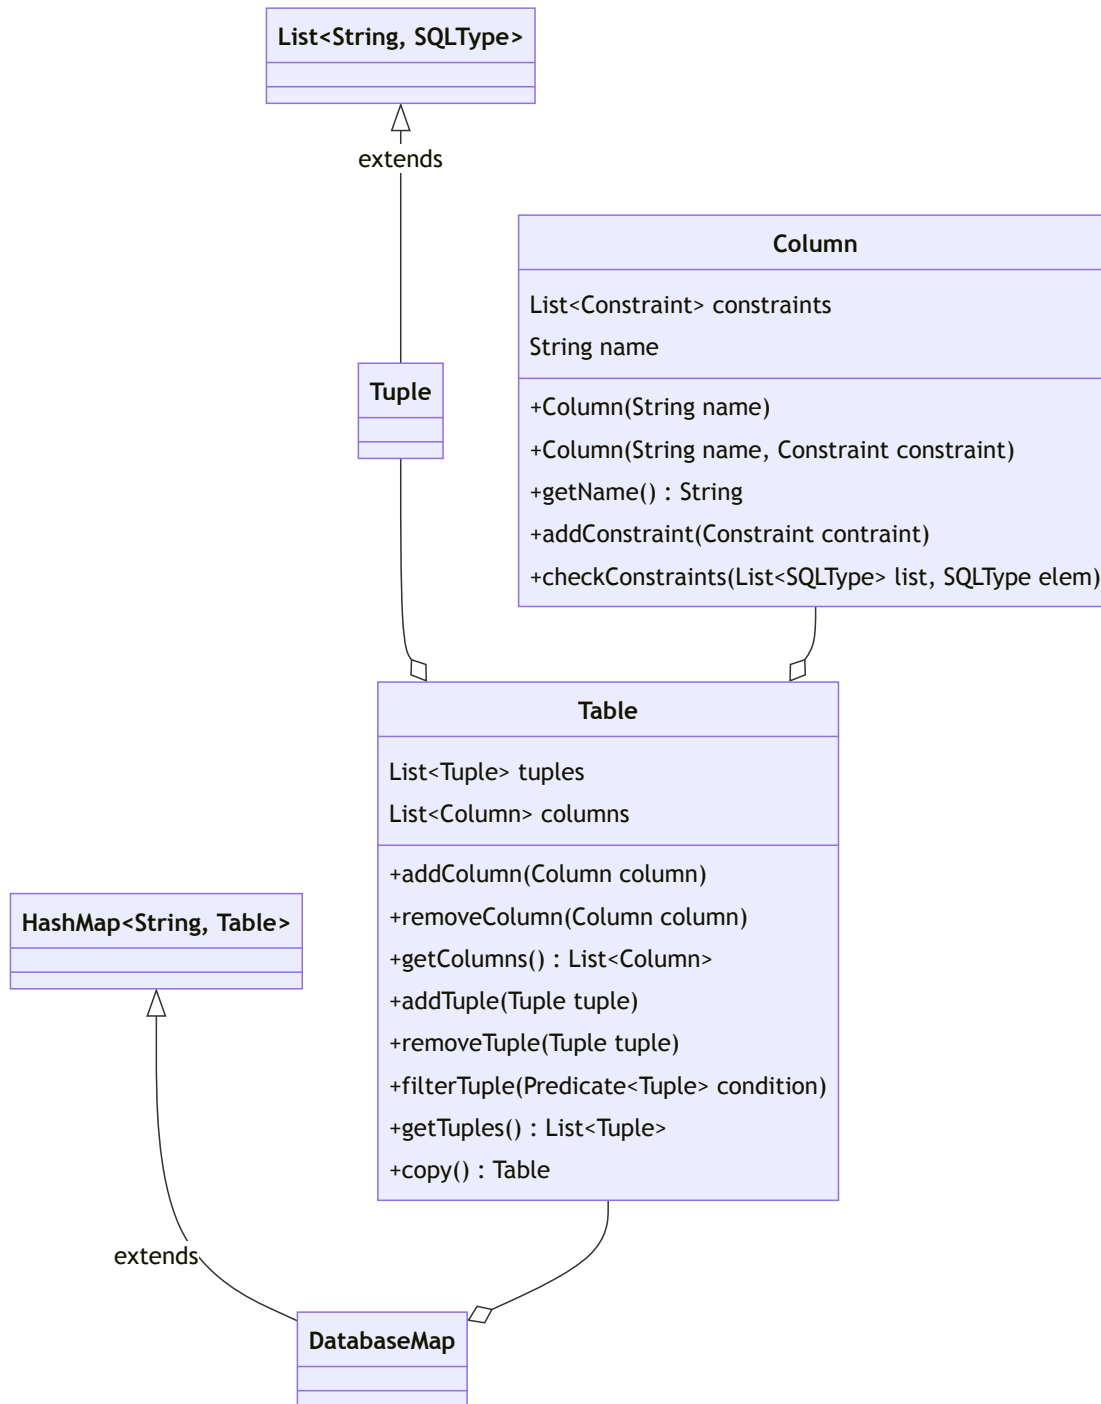 List<String, SQLType>
extends
Column
List<Constraint> constraints
String name
+Column(String name)
+Column(String name, Constraint constraint)
+getName() : String
+addConstraint(Constraint contraint)
+checkConstraints(List<SQLType> list, SQLType elem)
Tuple
Table
List<Tuple> tuples
List<Column> columns
+addColumn(Column column)
+removeColumn(Column column)
+getColumns() : List<Column>
+addTuple(Tuple tuple)
+removeTuple(Tuple tuple)
+filterTuple(Predicate<Tuple> condition)
+getTuples() : List<Tuple>
+copy() : Table
HashMap<String, Table>
extends
DatabaseMap